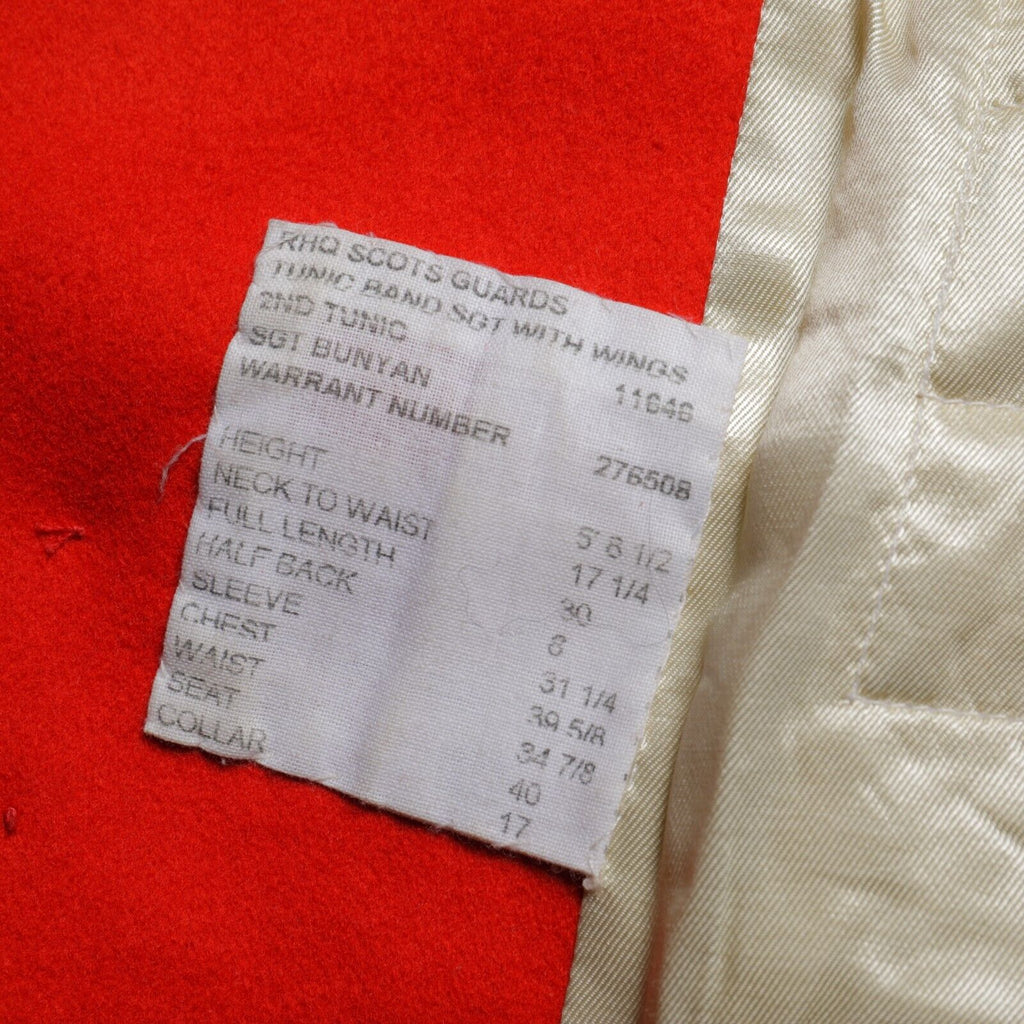 RHQ SCOTS GUARDS
TUNIC BAND SGT WITH WINGS
2ND TUNIC 11646
SGT BUNYAN
WARRANT NUMBER 276508
HEIGHT 5' 6 1/2
NECK TO WAIST 17 1/4
FULL LENGTH 30
HALF BACK 8
SLEEVE 31 1/4
CHEST 39 5/8
WAIST 34 7/8
SEAT 40
COLLAR 17